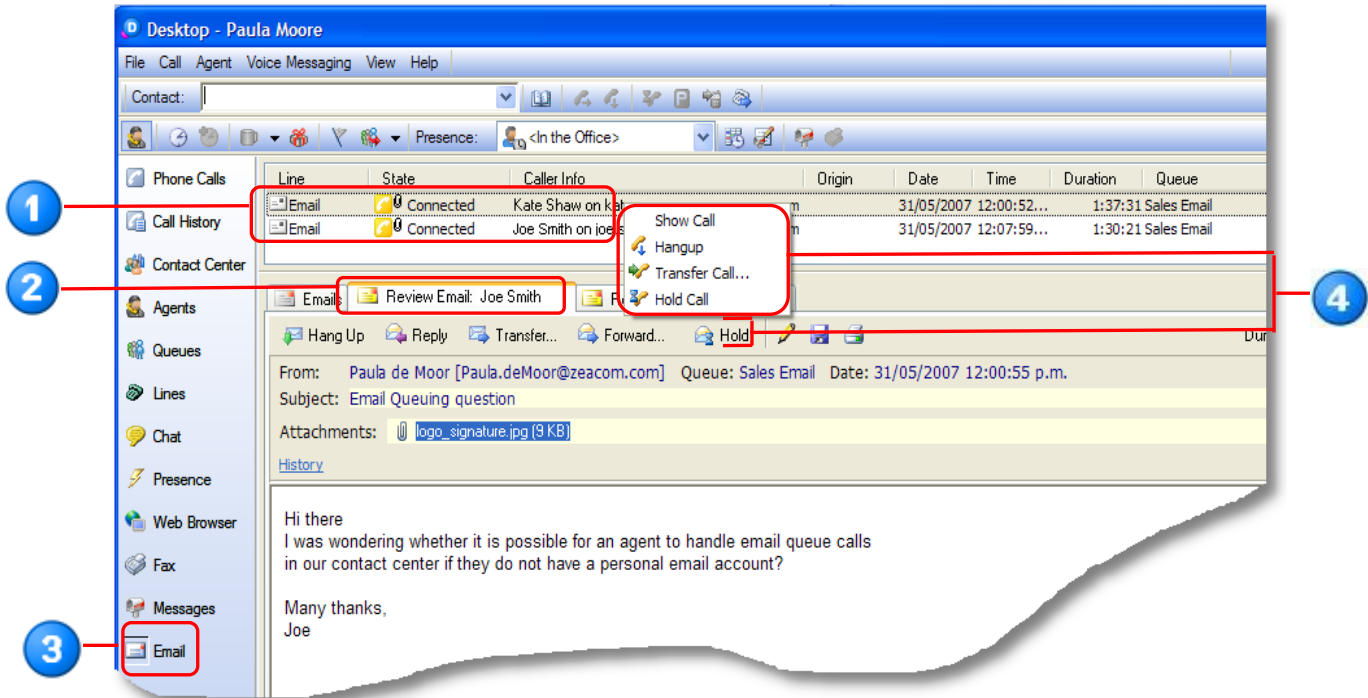 Desktop - Paula Moore
File Call Agent Voice Messaging View Help
Contact:
Presence: <In the Office>
Phone Calls
Call History
Contact Center
Agents
Queues
Lines
Chat
Presence
Web Browser
Fax
Messages
Email
Line State Caller Info Origin Date Time Duration Queue
Email Connected Kate Shaw on kat m 31/05/2007 12:00:52... 1:37:31 Sales Email
Email Connected Joe Smith on joe.s m 31/05/2007 12:07:59... 1:30:21 Sales Email
Show Call
Hangup
Transfer Call...
Hold Call
Emails Review Email: Joe Smith
Hang Up Reply Transfer... Forward... Hold Dur
From: Paula de Moor [Paula.deMoor@zeacom.com] Queue: Sales Email Date: 31/05/2007 12:00:55 p.m.
Subject: Email Queuing question
Attachments: logo_signature.jpg (9 KB)
History
Hi there
I was wondering whether it is possible for an agent to handle email queue calls
in our contact center if they do not have a personal email account?
Many thanks,
Joe
1
2
3
4